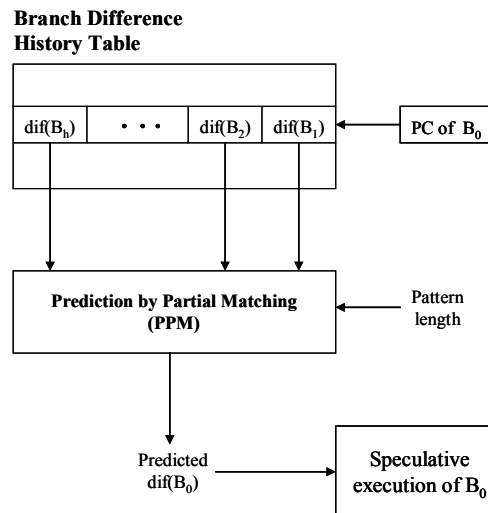 Branch Difference
History Table
dif(Bₕ) • • • dif(B₂) dif(B₁)
PC of B₀
Prediction by Partial Matching
(PPM)
Pattern
length
Predicted
dif(B₀)
Speculative
execution of B₀